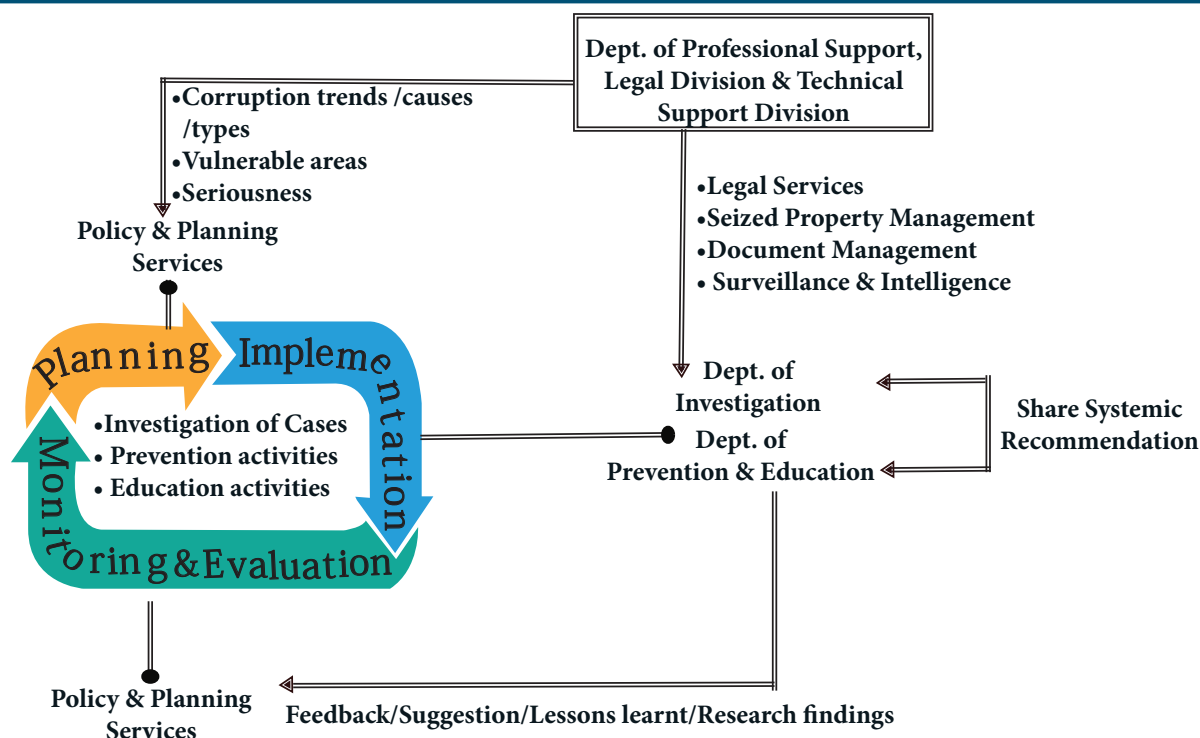 Dept. of Professional Support,
Legal Division & Technical
Support Division
•Corruption trends /causes
/types
•Vulnerable areas
•Seriousness
Policy & Planning
Services
•Legal Services
•Seized Property Management
•Document Management
• Surveillance & Intelligence
Planning
Implementation
Monitoring&Evaluation
•Investigation of Cases
• Prevention activities
• Education activities
Dept. of
Investigation
Dept. of
Prevention & Education
Share Systemic
Recommendation
Policy & Planning
Services
Feedback/Suggestion/Lessons learnt/Research findings